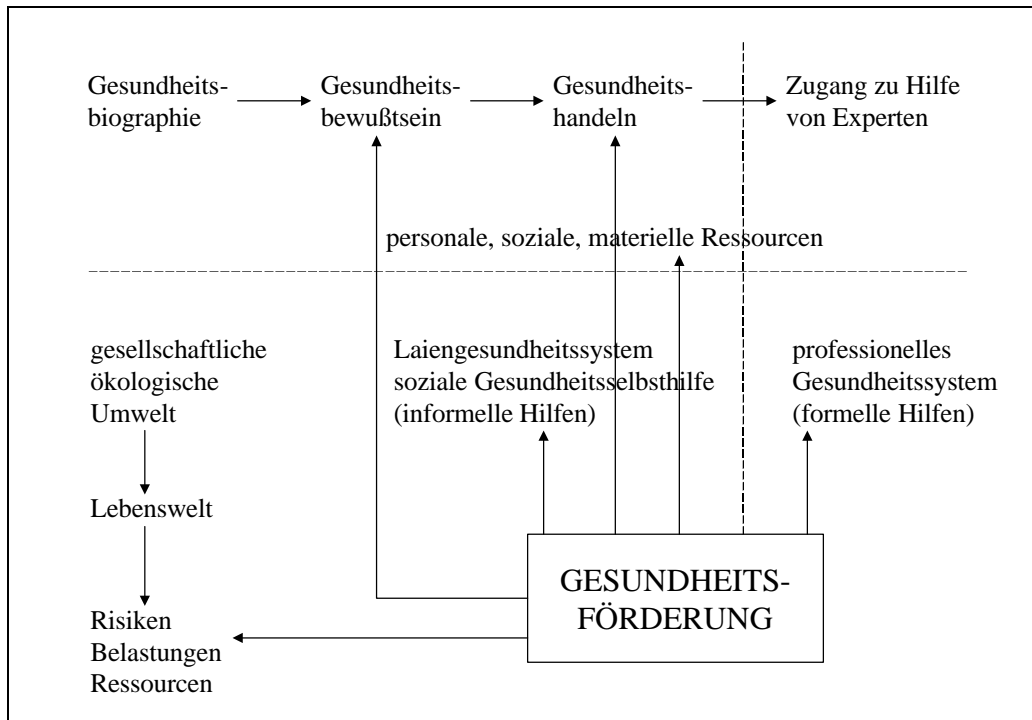 Gesundheits-
biographie
Gesundheits-
bewußtsein
Gesundheits-
handeln
Zugang zu Hilfe
von Experten
personale, soziale, materielle Ressourcen
gesellschaftliche
ökologische
Umwelt
Laiengesundheitssystem
soziale Gesundheitsselbsthilfe
(informelle Hilfen)
professionelles
Gesundheitssystem
(formelle Hilfen)
Lebenswelt
Risiken
Belastungen
Ressourcen
GESUNDHEITS-
FÖRDERUNG